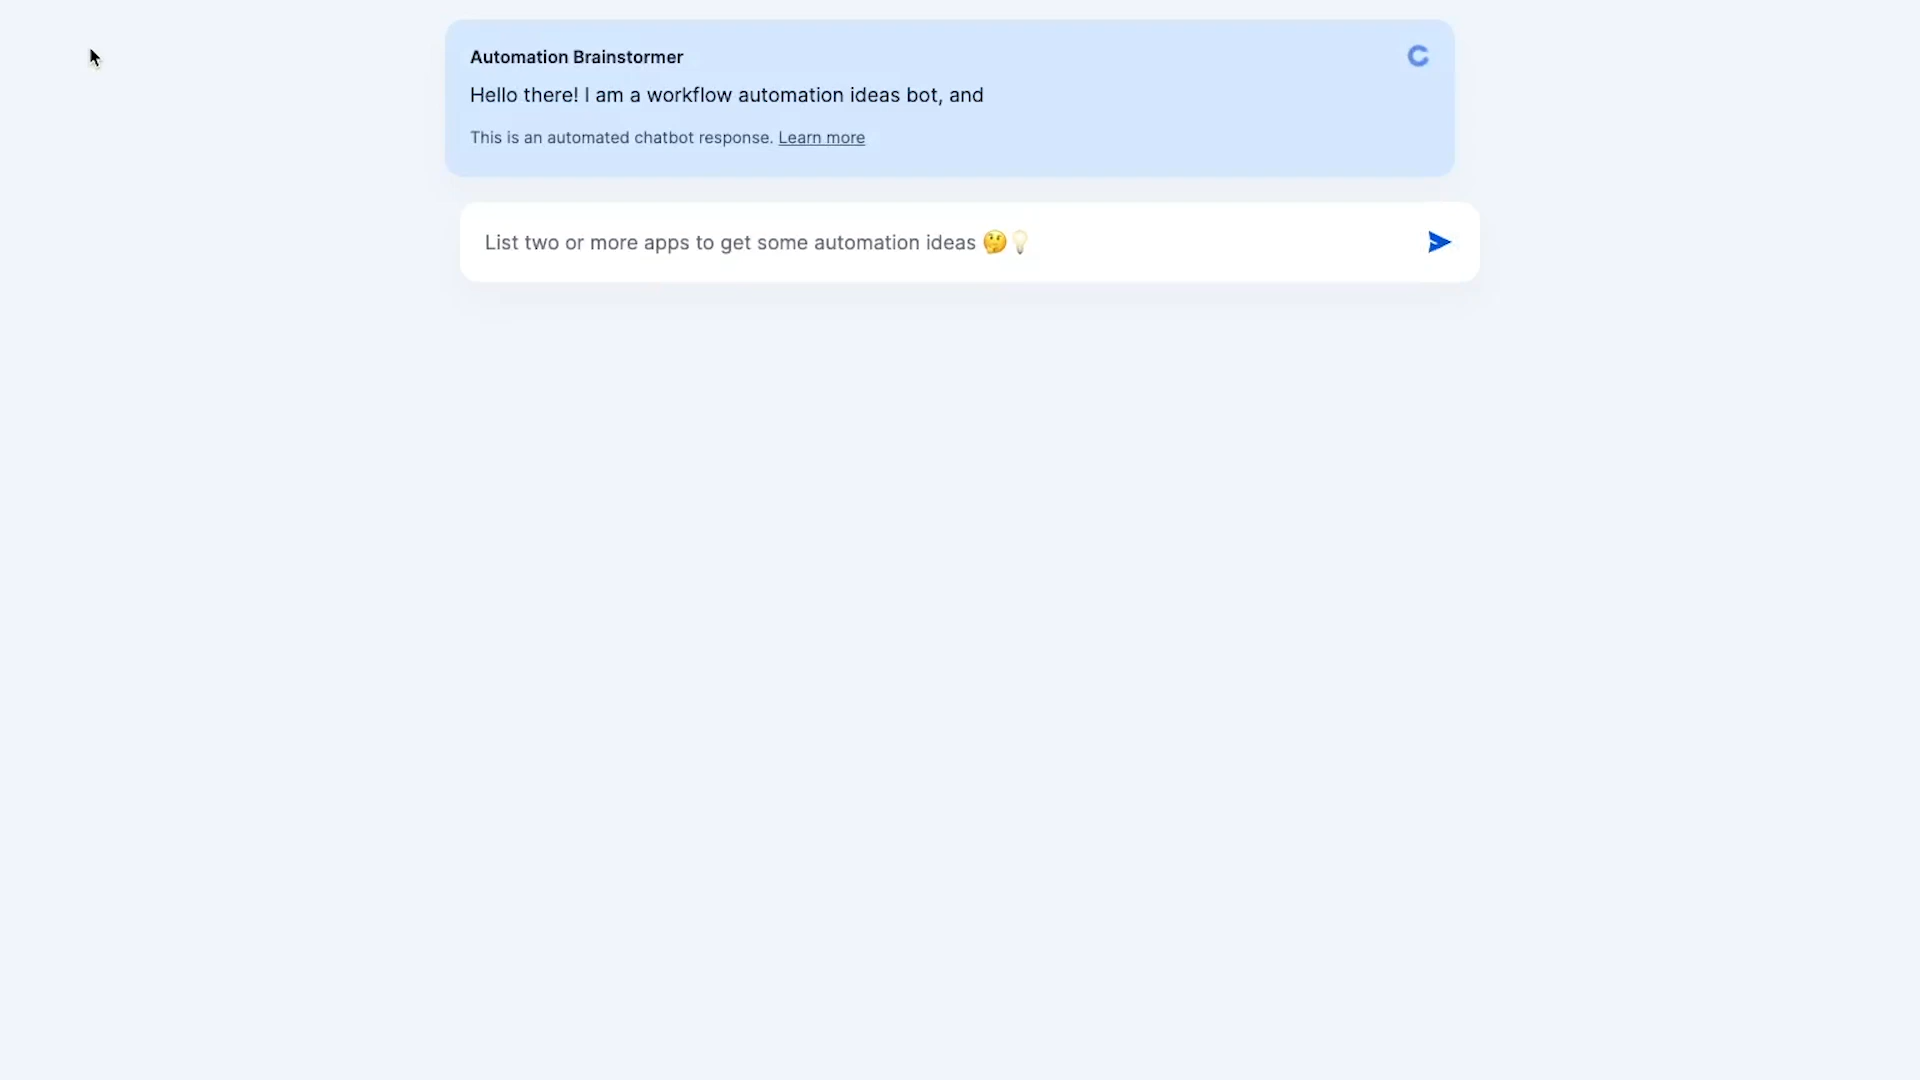 Automation Brainstormer
Hello there! I am a workflow automation ideas bot, and
This is an automated chatbot response. Learn more
List two or more apps to get some automation ideas 🤔💡